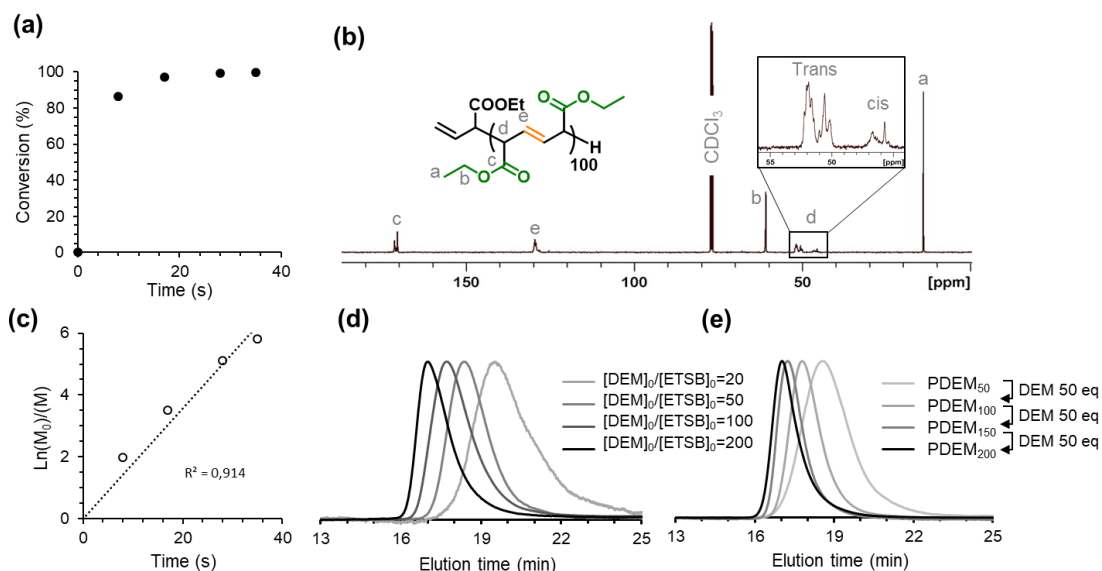 (a)
Conversion (%)
100
80
60
40
20
0
0 20 40
Time (s)
(b)
COOEt
O
O
e
d
H
100
c
a
b
O
O
CDCl3
Trans
cis
55 50 [ppm]
a
b
c
d
e
150 100 50 [ppm]
(c)
Ln((M0)/(M)
6
4
2
0
R² = 0,914
0 20 40
Time (s)
(d)
[DEM]0/[ETSB]0=20
[DEM]0/[ETSB]0=50
[DEM]0/[ETSB]0=100
[DEM]0/[ETSB]0=200
13 16 19 22 25
Elution time (min)
(e)
PDEM50
DEM 50 eq
PDEM100
DEM 50 eq
PDEM150
DEM 50 eq
PDEM200
13 16 19 22 25
Elution time (min)